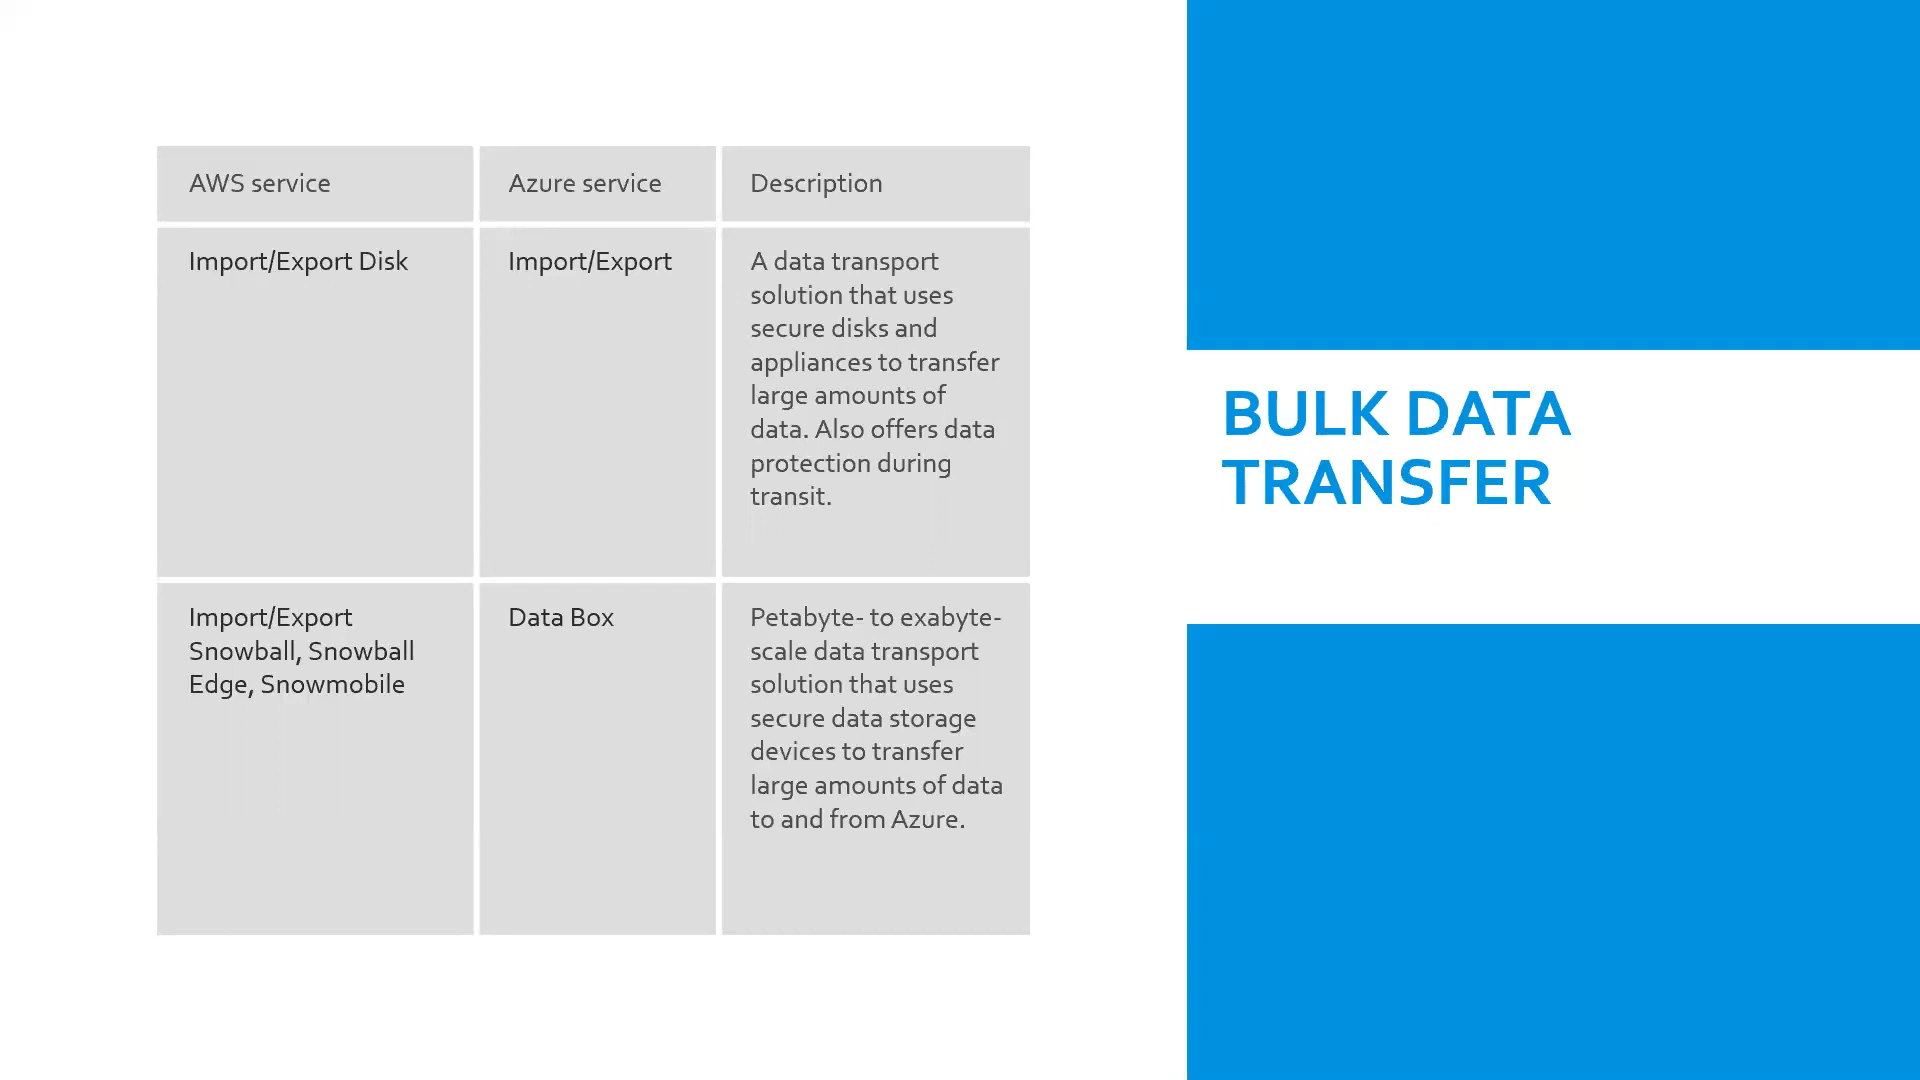 AWS service
Azure service
Description
Import/Export Disk
Import/Export
A data transport
solution that uses
secure disks and
appliances to transfer
large amounts of
data. Also offers data
protection during
transit.
Import/Export
Snowball, Snowball
Edge, Snowmobile
Data Box
Petabyte- to exabyte-
scale data transport
solution that uses
secure data storage
devices to transfer
large amounts of data
to and from Azure.
BULK DATA
TRANSFER